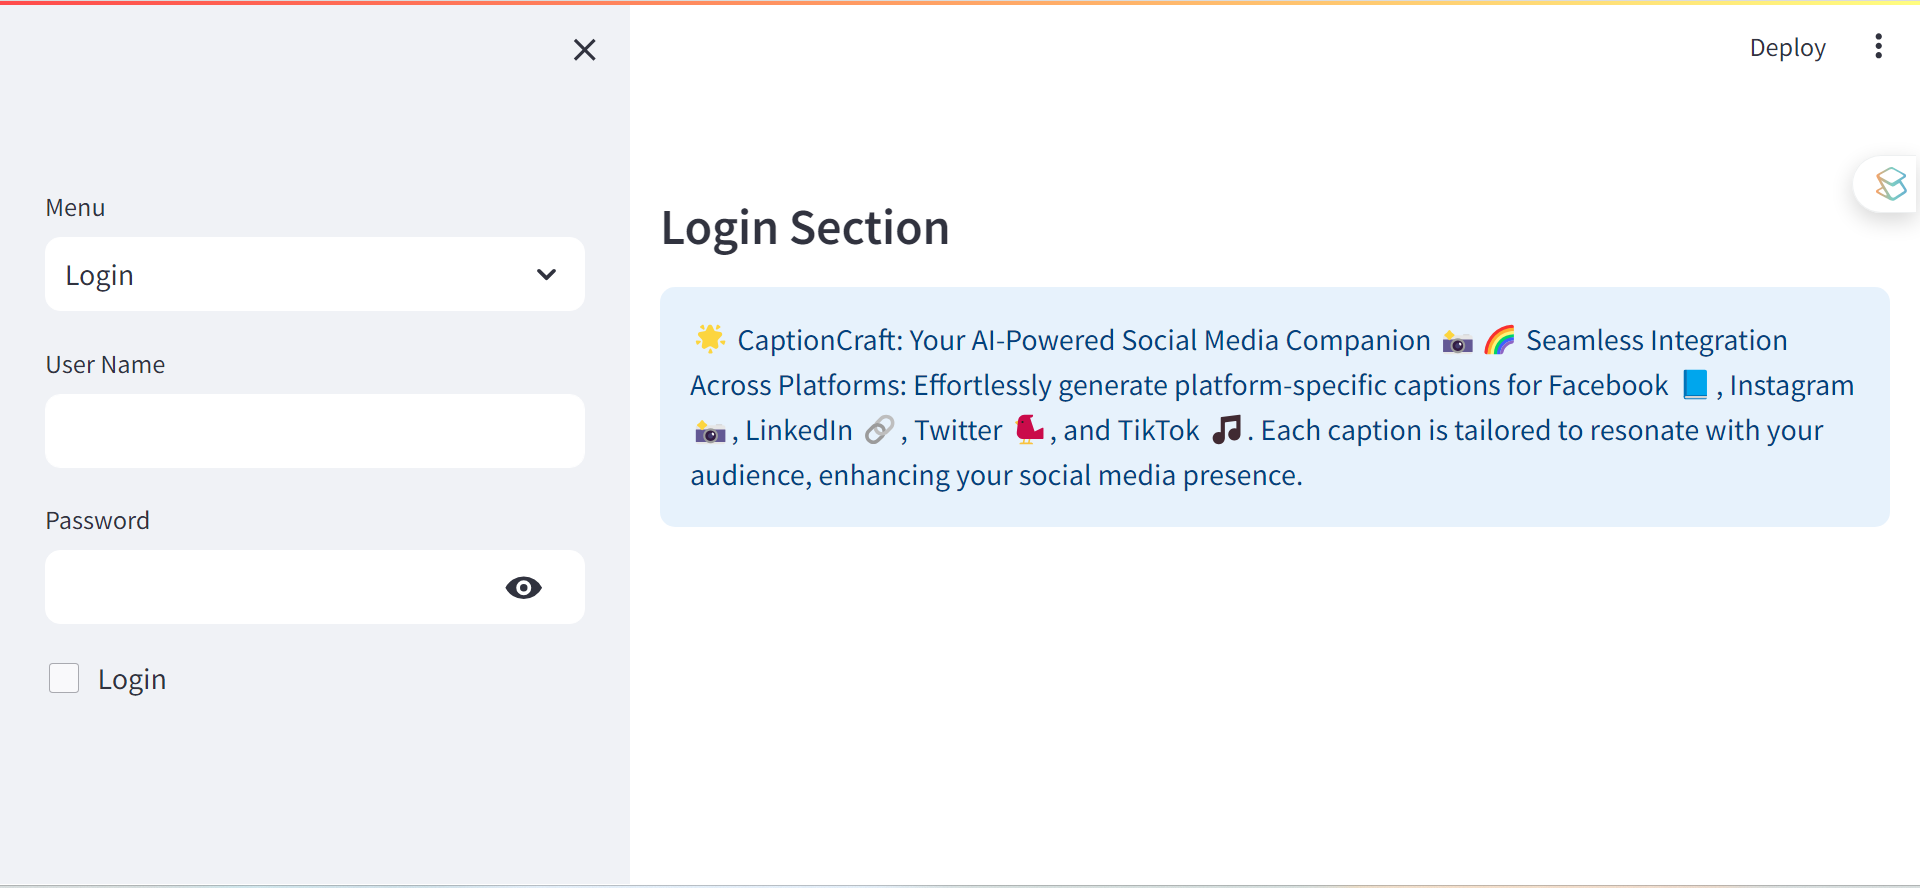 Deploy
Menu
Login
User Name
Password
Login
Login Section
🌟 CaptionCraft: Your AI-Powered Social Media Companion 📸 🌈 Seamless Integration
Across Platforms: Effortlessly generate platform-specific captions for Facebook 📘 , Instagram
📸 , LinkedIn 🔗 , Twitter 🐦 , and TikTok 🎵 . Each caption is tailored to resonate with your
audience, enhancing your social media presence.